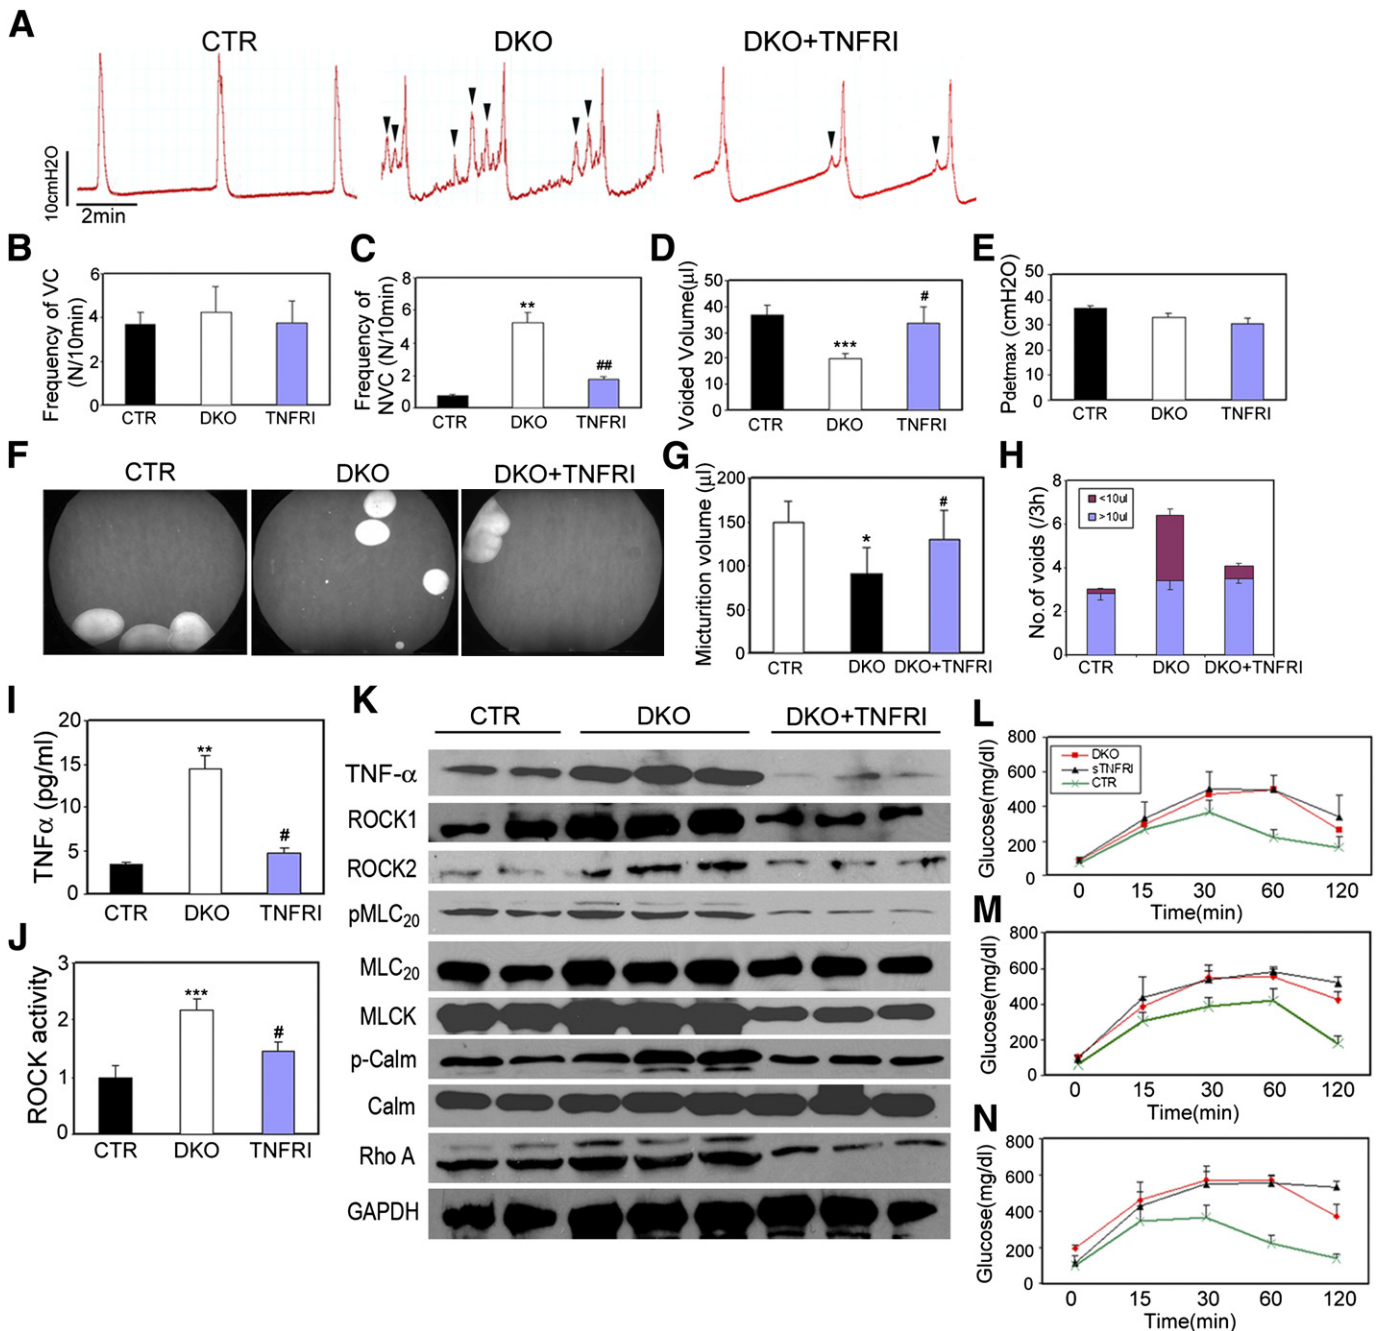 A
CTR DKO DKO+TNFRI
10cmH2O
2min
B
Frequency of VC
(N/10min)
6
4
2
0
CTR DKO TNFRI
C
Frequency of
NVC (N/10min)
8
6
4
2
0
**
##
CTR DKO TNFRI
D
Voided Volume(μl)
50
40
30
20
10
0
***
#
CTR DKO TNFRI
E
Pdetmax (cmH2O)
50
40
30
20
10
0
CTR DKO TNFRI
F
CTR DKO DKO+TNFRI
G
Micturition volume (μl)
200
150
100
50
0
*
#
CTR DKO DKO+TNFRI
H
No.of voids (/3h)
8
6
4
2
0
<10ul
>10ul
CTR DKO DKO+TNFRI
I
TNFα (pg/ml)
20
15
10
5
0
**
#
CTR DKO TNFRI
J
ROCK activity
3
2
1
0
***
#
CTR DKO TNFRI
K
CTR DKO DKO+TNFRI
TNF-α
ROCK1
ROCK2
pMLC20
MLC20
MLCK
p-Calm
Calm
Rho A
GAPDH
L
Glucose(mg/dl)
800
600
400
200
0
DKO
sTNFRI
CTR
0 15 30 60 120
Time(min)
M
Glucose(mg/dl)
800
600
400
200
0
0 15 30 60 120
Time(min)
N
Glucose(mg/dl)
800
600
400
200
0
0 15 30 60 120
Time(min)